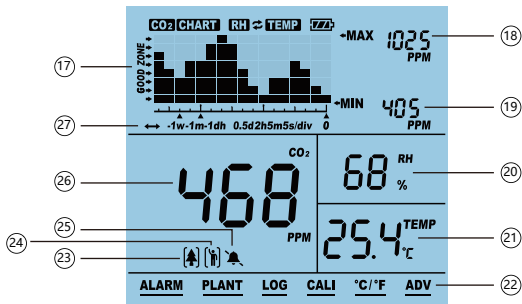 CO2 CHART RH TEMP
17 GOOD ZONE MAX 1025 PPM 18
MIN 405 PPM 19
27 -1w-1m-1dh 0.5d2h5m5s/div 0
26 468 CO2 PPM
68 RH % 20
25
24
23
25.4 TEMP °C 21
ALARM PLANT LOG CALI °C/°F ADV 22